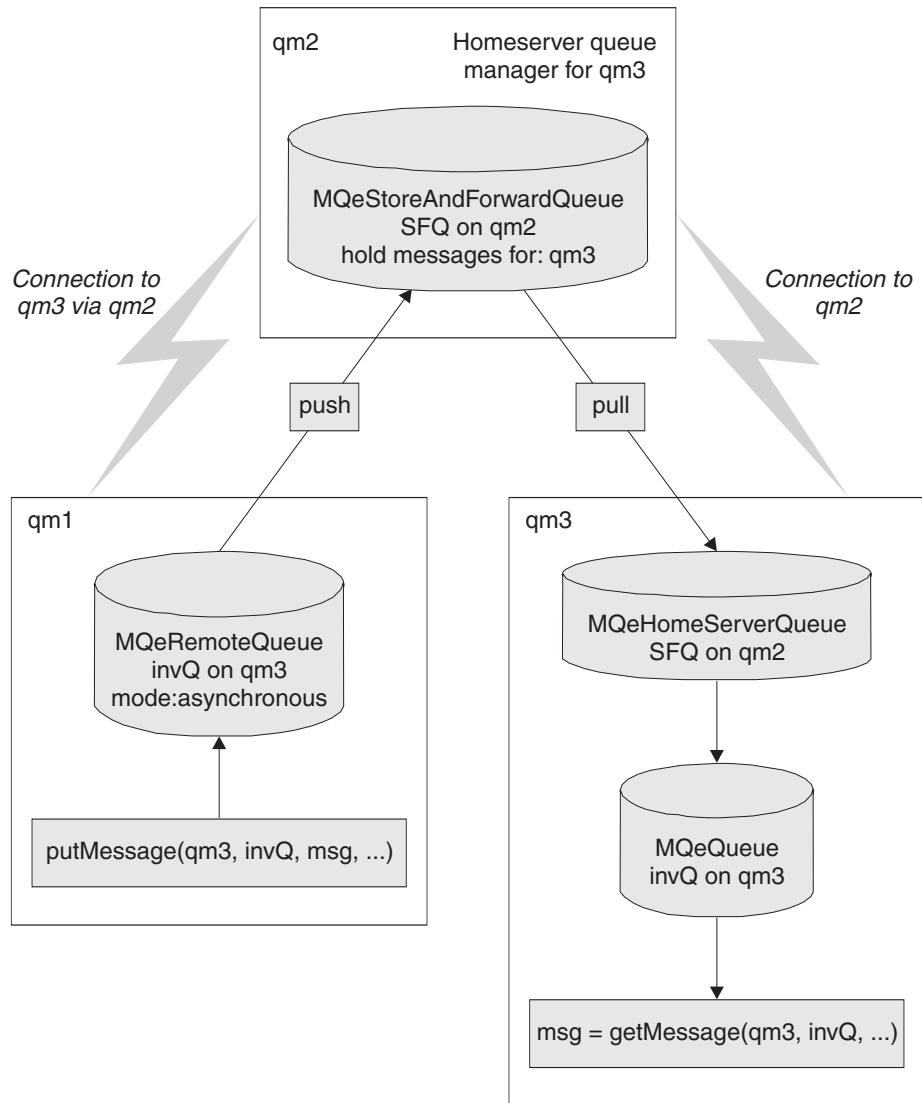 qm2
Homeserver queue
manager for qm3
MQeStoreAndForwardQueue
SFQ on qm2
hold messages for: qm3
Connection to
qm3 via qm2
Connection to
qm2
push
pull
qm1
MQeRemoteQueue
invQ on qm3
mode:asynchronous
putMessage(qm3, invQ, msg, ...)
qm3
MQeHomeServerQueue
SFQ on qm2
MQeQueue
invQ on qm3
msg = getMessage(qm3, invQ, ...)